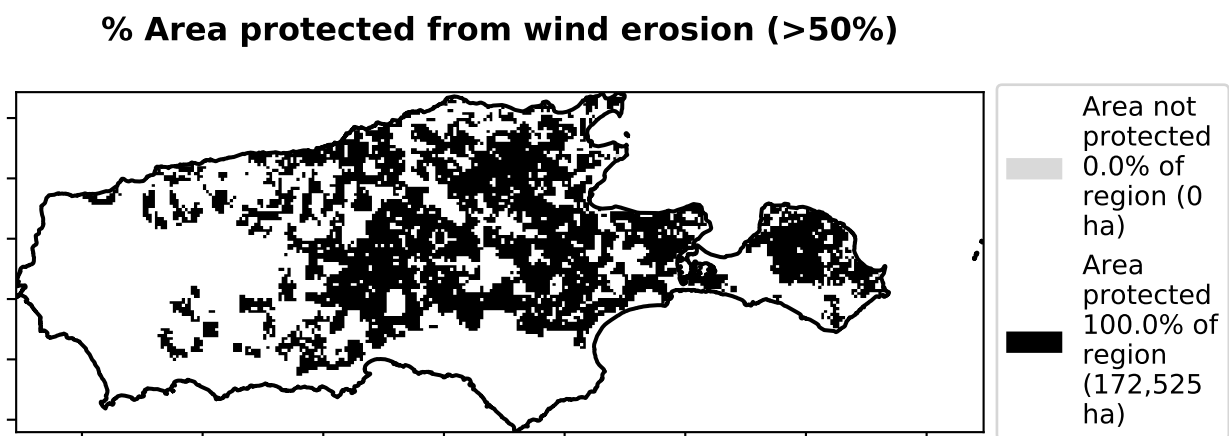 % Area protected from wind erosion (>50%)
Area not
protected
0.0% of
region (0
ha)
Area
protected
100.0% of
region
(172,525
ha)